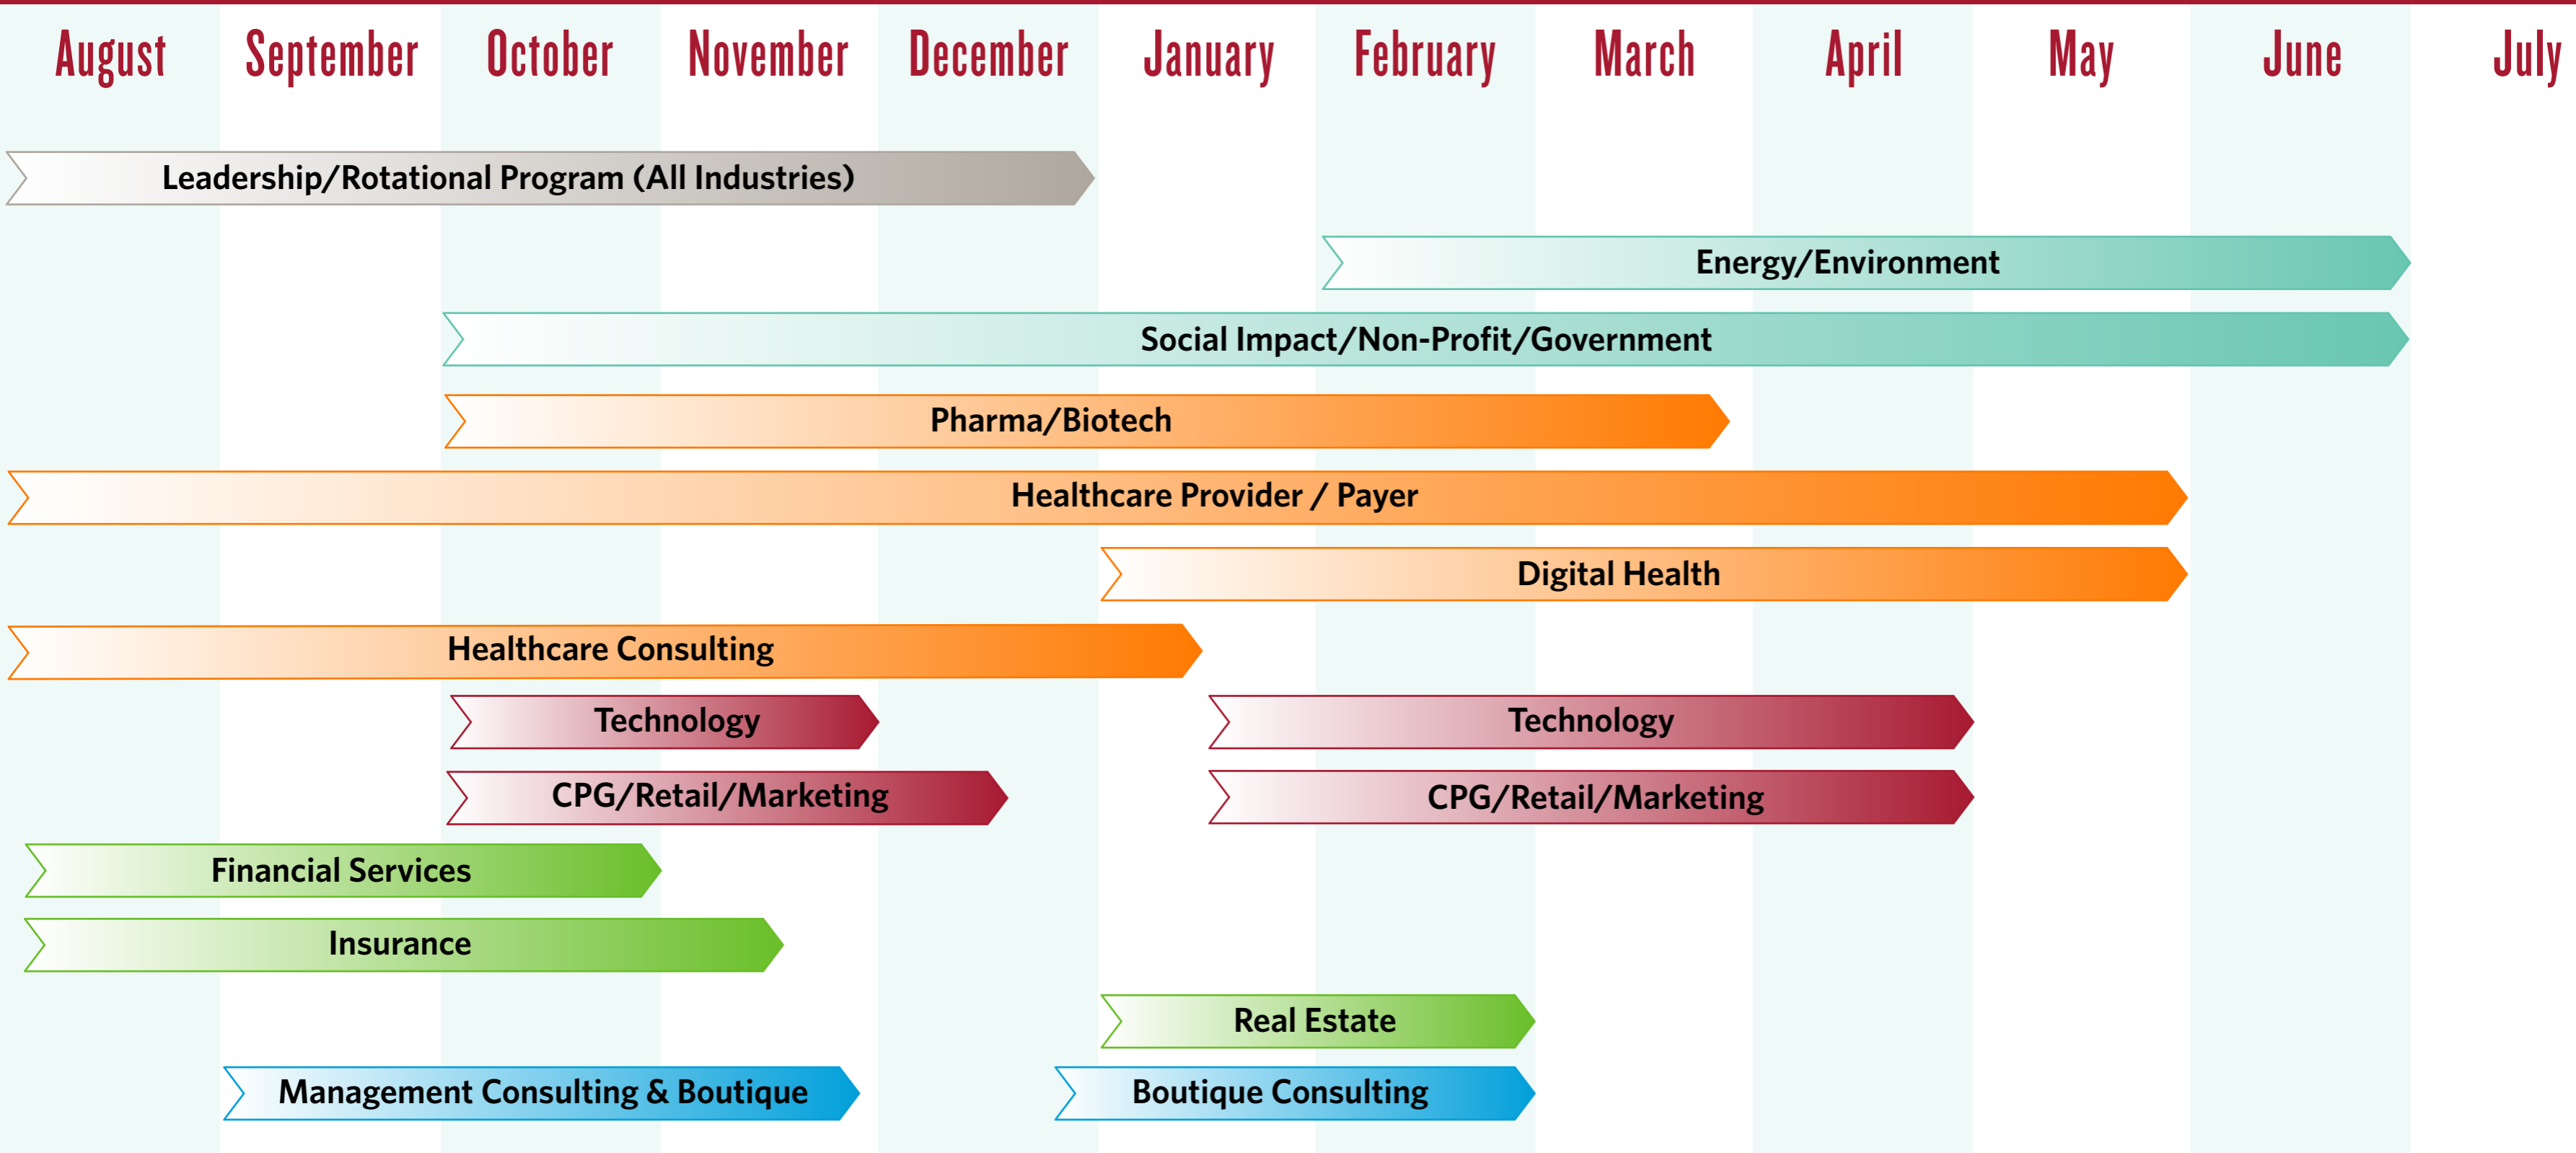 August September October November December January February March April May June July
Leadership/Rotational Program (All Industries)
Energy/Environment
Social Impact/Non-Profit/Government
Pharma/Biotech
Healthcare Provider / Payer
Digital Health
Healthcare Consulting
Technology Technology
CPG/Retail/Marketing CPG/Retail/Marketing
Financial Services
Insurance
Real Estate
Management Consulting & Boutique Boutique Consulting